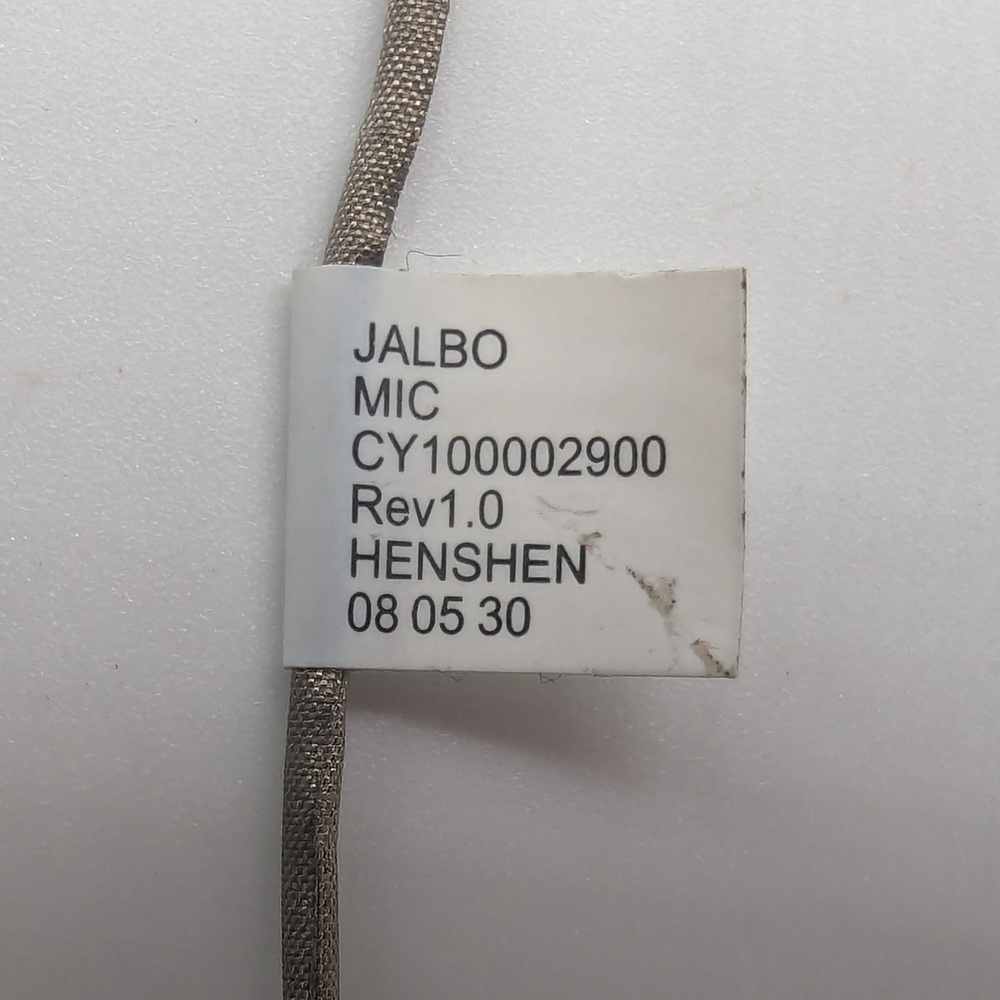 JALBO
MIC
CY100002900
Rev1.0
HENSHEN
08 05 30